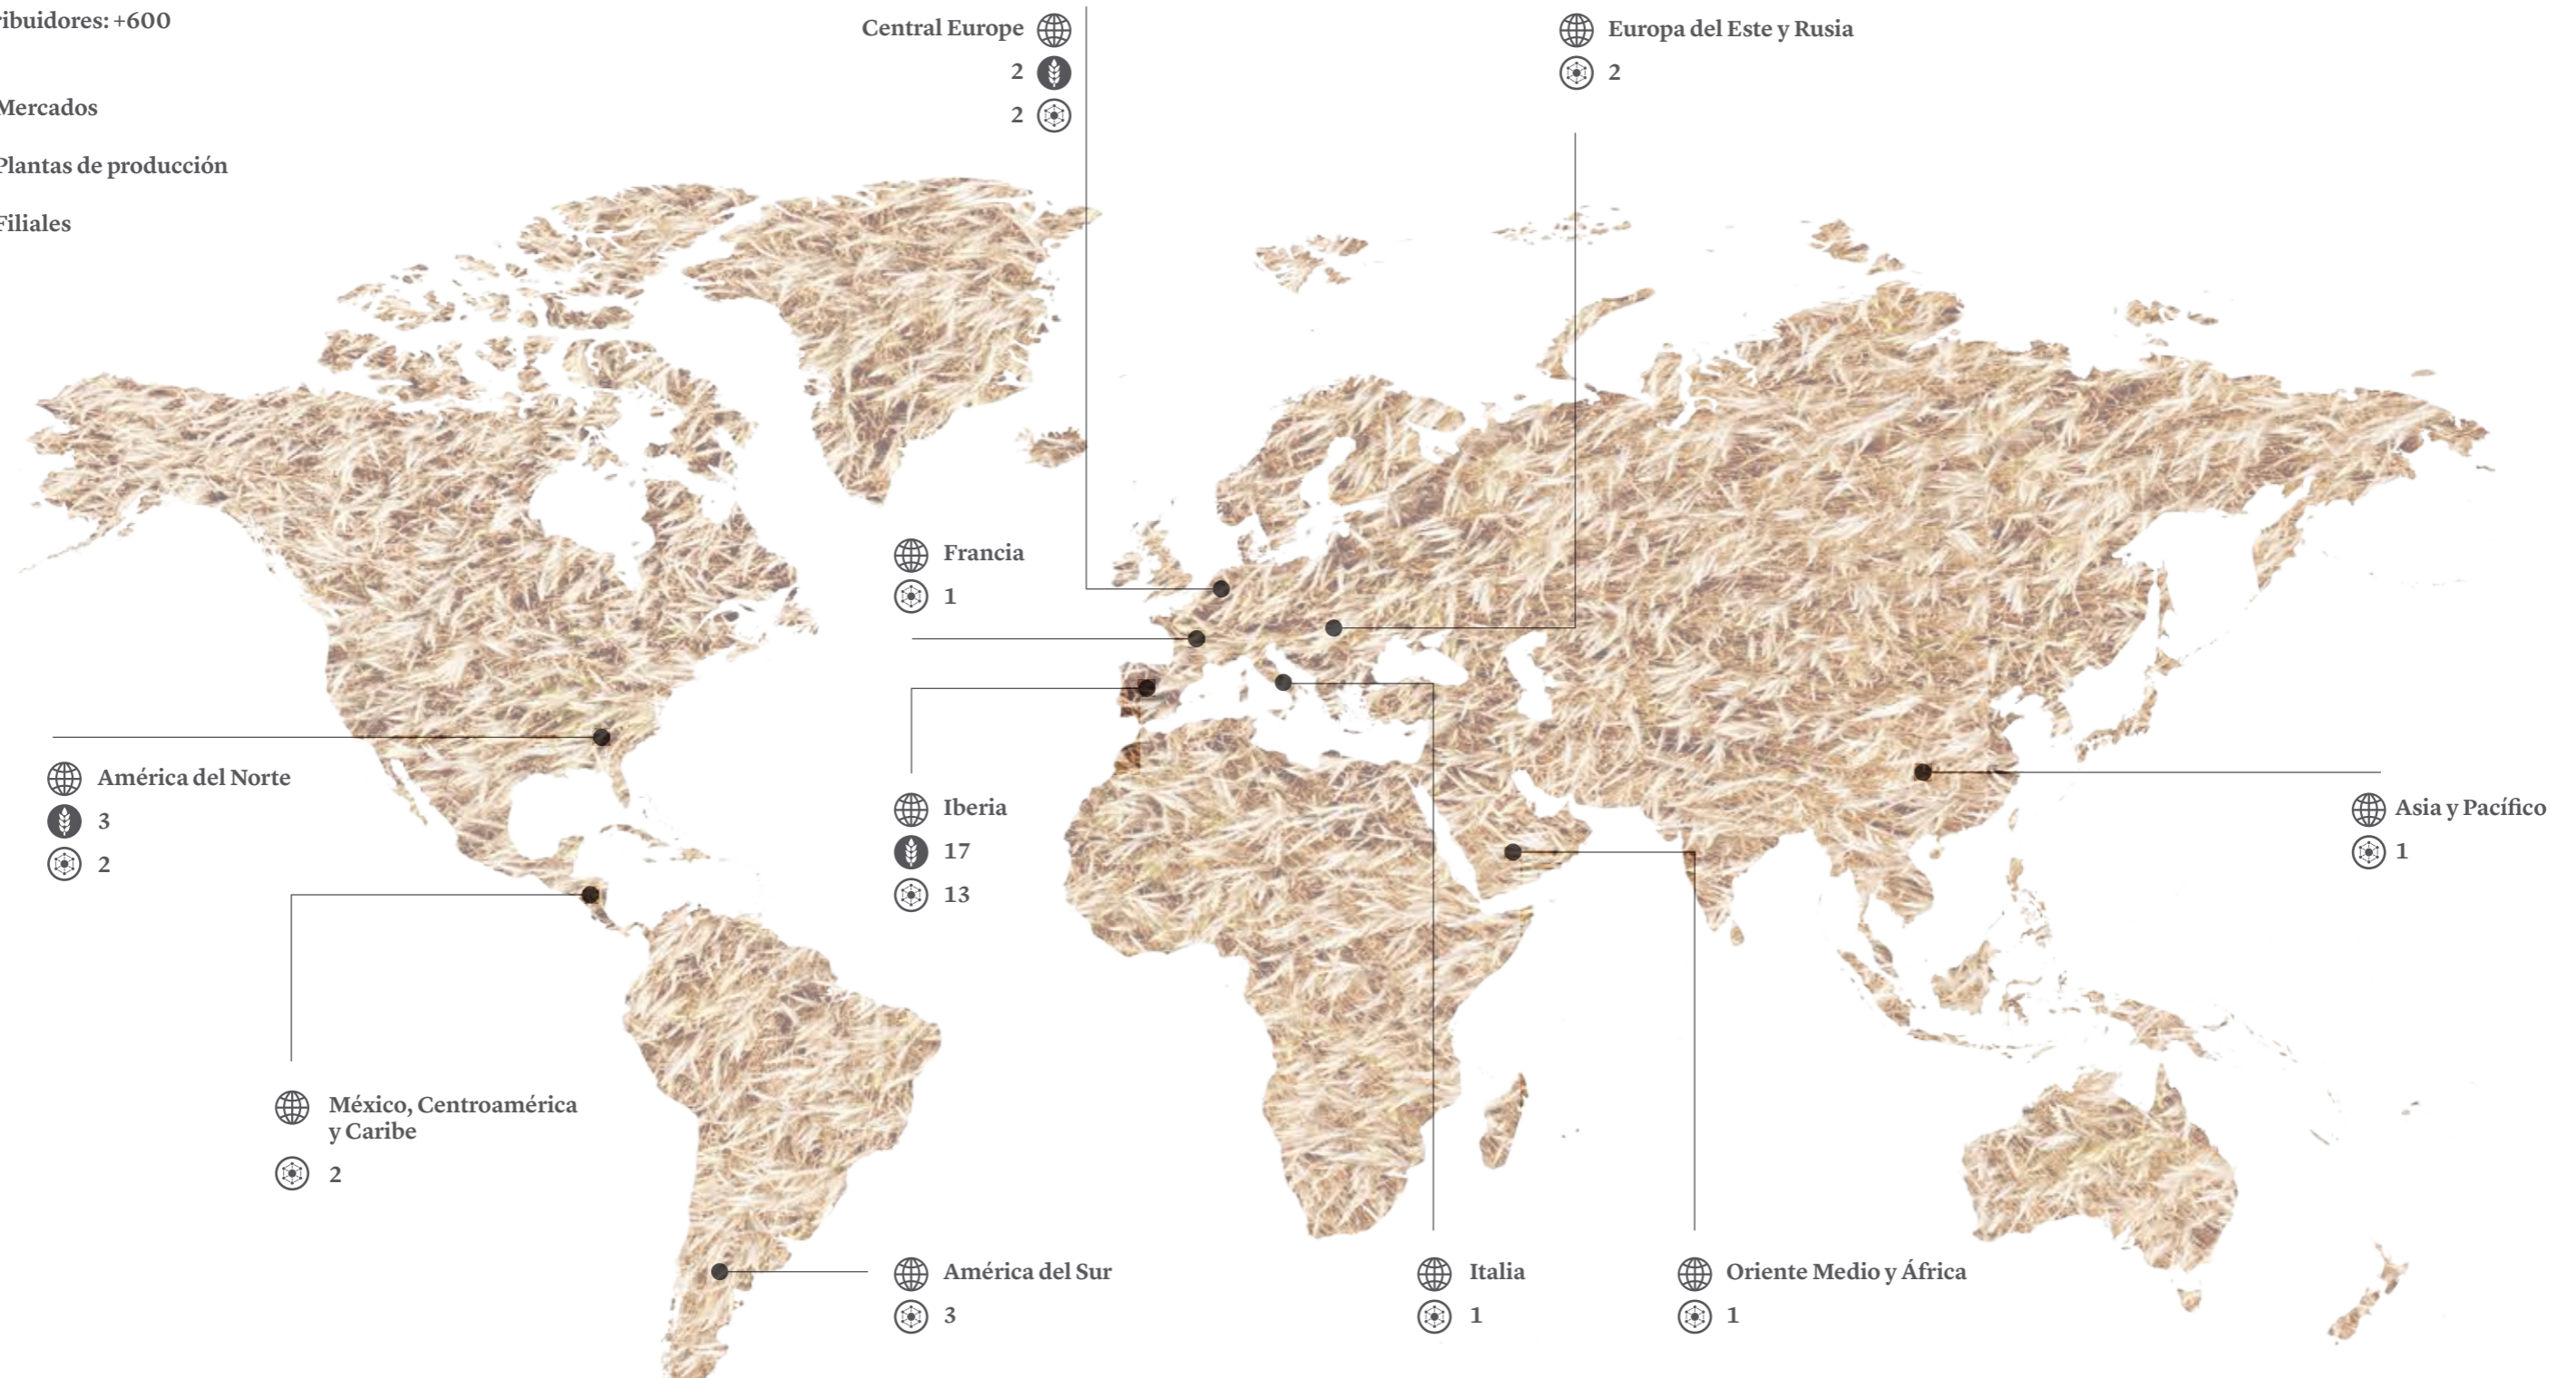 ribuidores: +600
Mercados
Plantas de producción
Filiales
Central Europe
2
2
Europa del Este y Rusia
2
Francia
1
América del Norte
3
2
Iberia
17
13
Asia y Pacífico
1
México, Centroamérica
y Caribe
2
América del Sur
3
Italia
1
Oriente Medio y África
1